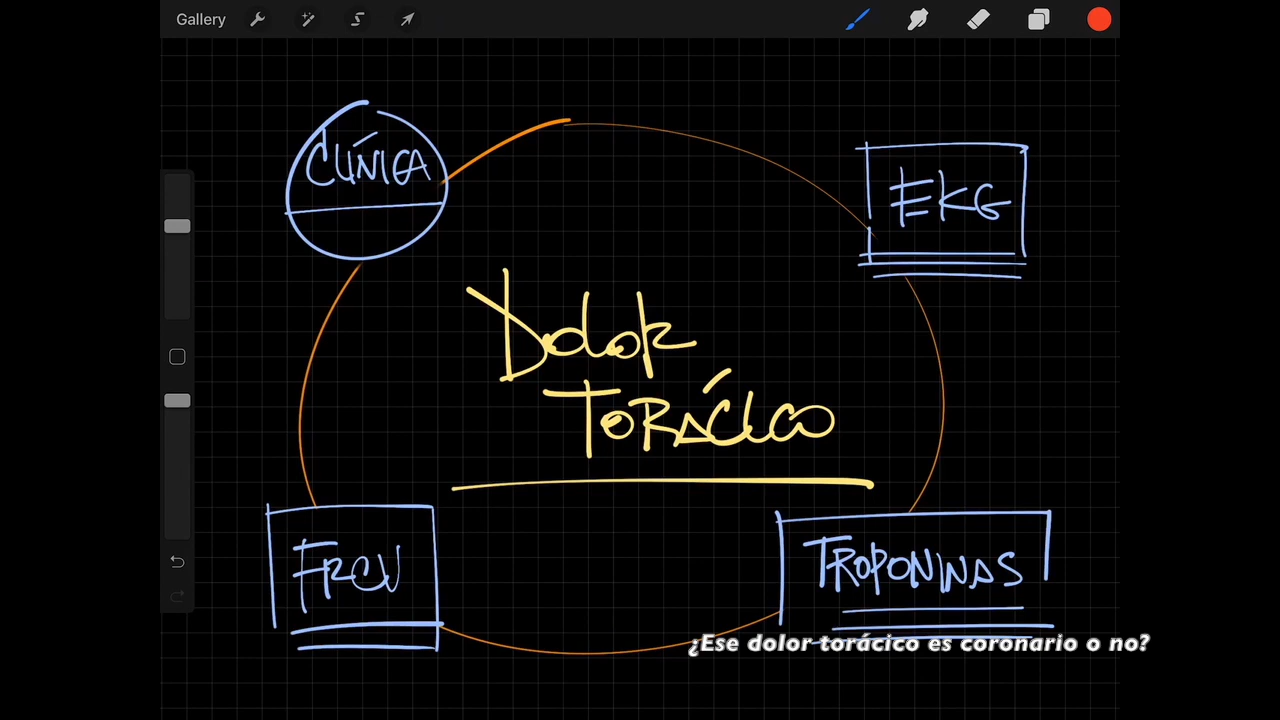 Gallery
CLÍNICA
EKG
Dolor
TORÁCICO
FRCV
TROPONINAS
¿Ese dolor torácico es coronario o no?